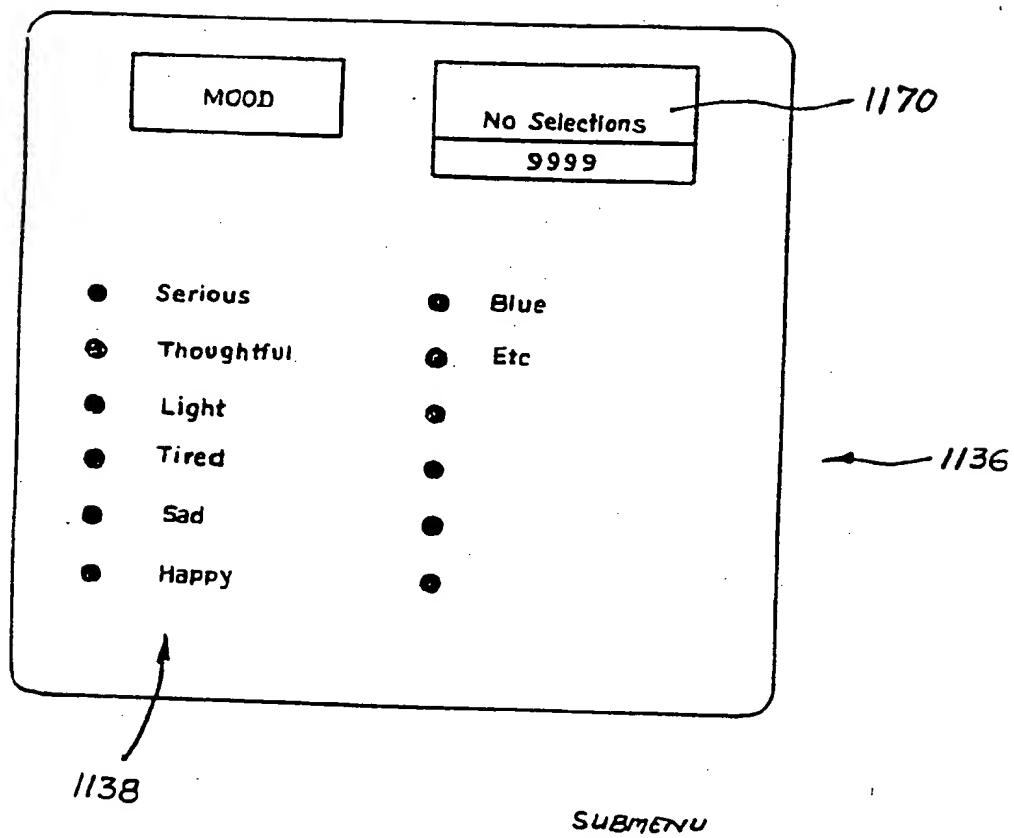 MOOD
No Selections
9999
1170
Serious
Thoughtful
Light
Tired
Sad
Happy
Blue
Etc
1136
1138
SUBMENU